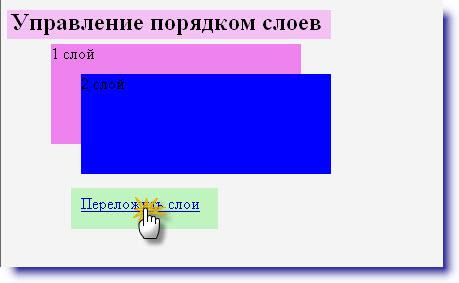 Управление порядком слоев
1 слой
2 слой
Переложить слои